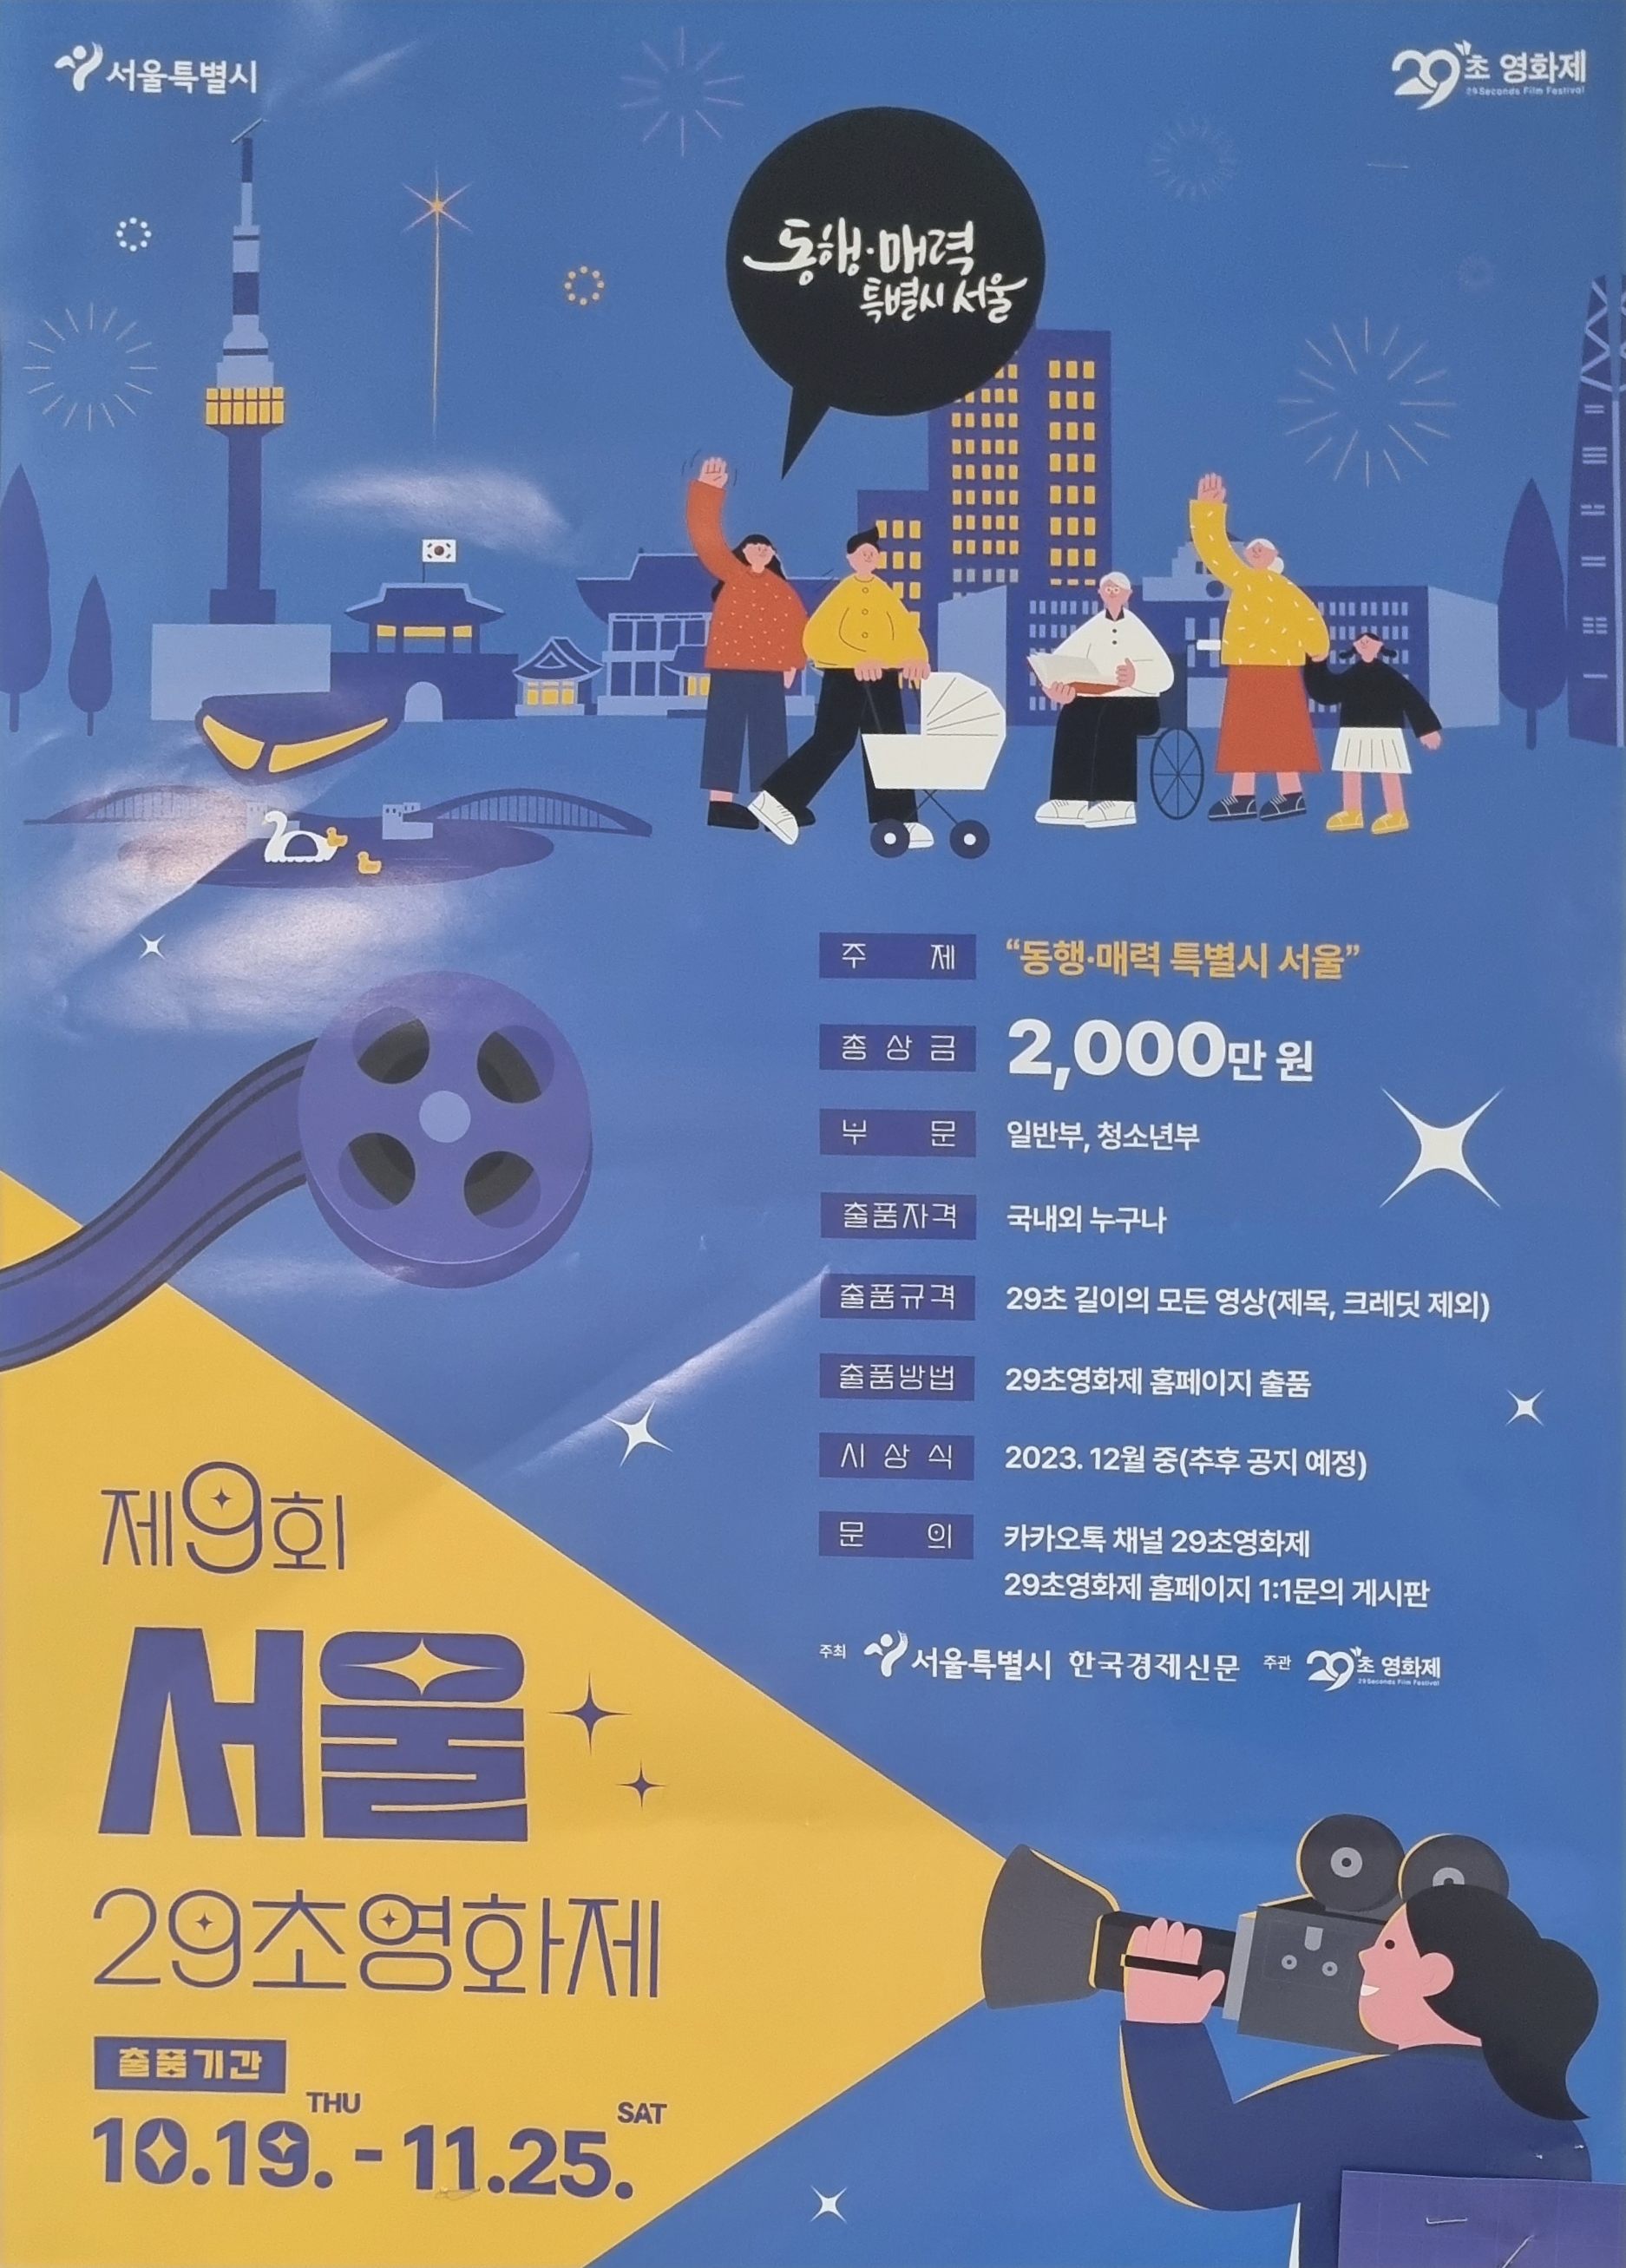 서울특별시
29초 영화제
29Seconds Film Festival
동행·매력
특별시 서울
주제 “동행·매력 특별시 서울”
총상금 2,000만 원
부문 일반부, 청소년부
출품자격 국내외 누구나
출품규격 29초 길이의 모든 영상(제목, 크레딧 제외)
출품방법 29초영화제 홈페이지 출품
시상식 2023. 12월 중(추후 공지 예정)
문의 카카오톡 채널 29초영화제
29초영화제 홈페이지 1:1문의 게시판
주최 서울특별시 한국경제신문 주관 29초 영화제
29Seconds Film Festival
제9회
서울
29초영화제
출품기간
10.19. THU - 11.25. SAT